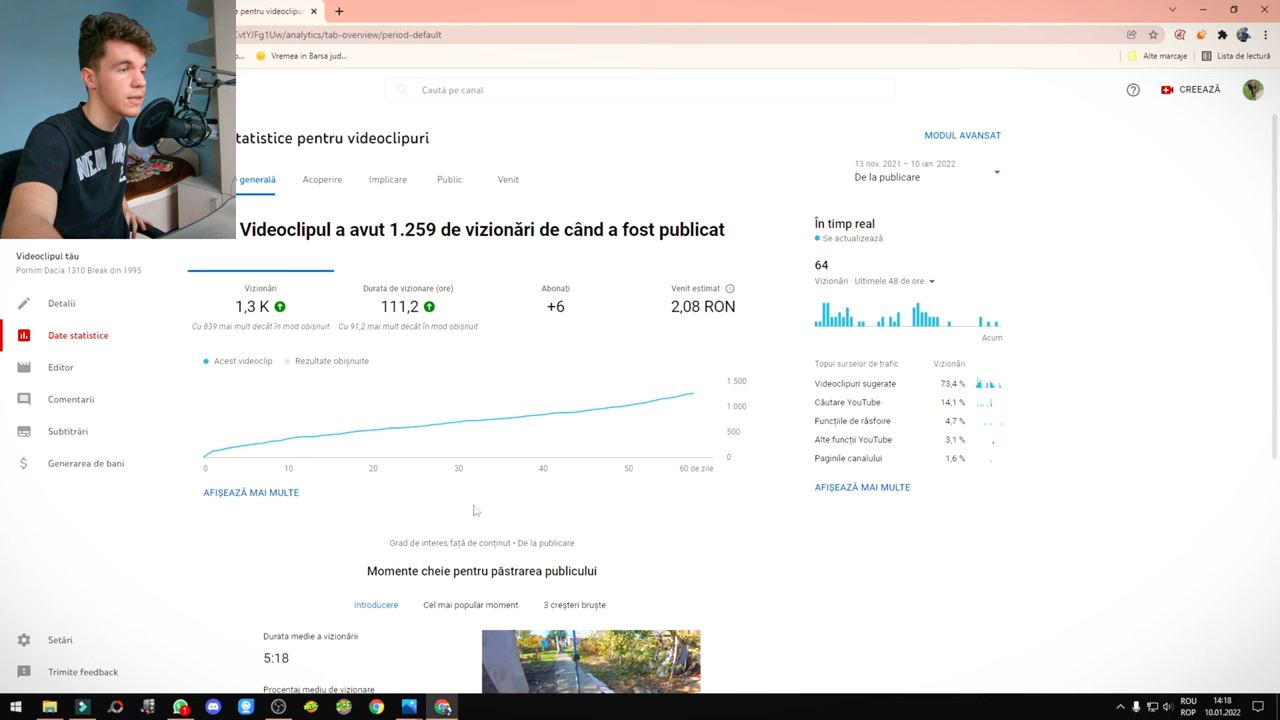 e pentru videoclipur
vtYJFg1Uw/analytics/tab-overview/period-default
o...
Vremea in Barsa jud...
Alte marcaje
Lista de lectură
Caută pe canal
CREEAZĂ
tatistice pentru videoclipuri
MODUL AVANSAT
13 nov. 2021 – 10 ian. 2022
De la publicare
generală
Acoperire
Implicare
Public
Venit
NEW
Videoclipul a avut 1.259 de vizionări de când a fost publicat
În timp real
Se actualizează
Videoclipul tău
Pornim Dacia 1310 Break din 1995
64
Vizionări · Ultimele 48 de ore
Vizionări
1,3 K
Cu 839 mai mult decât în mod obișnuit
Durata de vizionare (ore)
111,2
Cu 91,2 mai mult decât în mod obișnuit
Abonați
+6
Venit estimat
2,08 RON
Acum
Detalii
Date statistice
Editor
Comentarii
Subtitrări
Generarea de bani
Acest videoclip
Rezultate obișnuite
1.500
1 000
500
0
0
10
20
30
40
50
60 de zile
AFIȘEAZĂ MAI MULTE
Topul surselor de trafic
Vizionări
Videoclipuri sugerate
73,4 %
Căutare YouTube
14,1 %
Funcțiile de răsfoire
4,7 %
Alte funcții YouTube
3,1 %
Paginile canalului
1,6 %
AFIȘEAZĂ MAI MULTE
Grad de interes față de conținut • De la publicare
Momente cheie pentru păstrarea publicului
Introducere
Cel mai popular moment
3 creșteri bruște
Durata medie a vizionării
5:18
Procentaj mediu de vizionare
Setări
Trimite feedback
1
ROU
ROP
14:18
10.01.2022